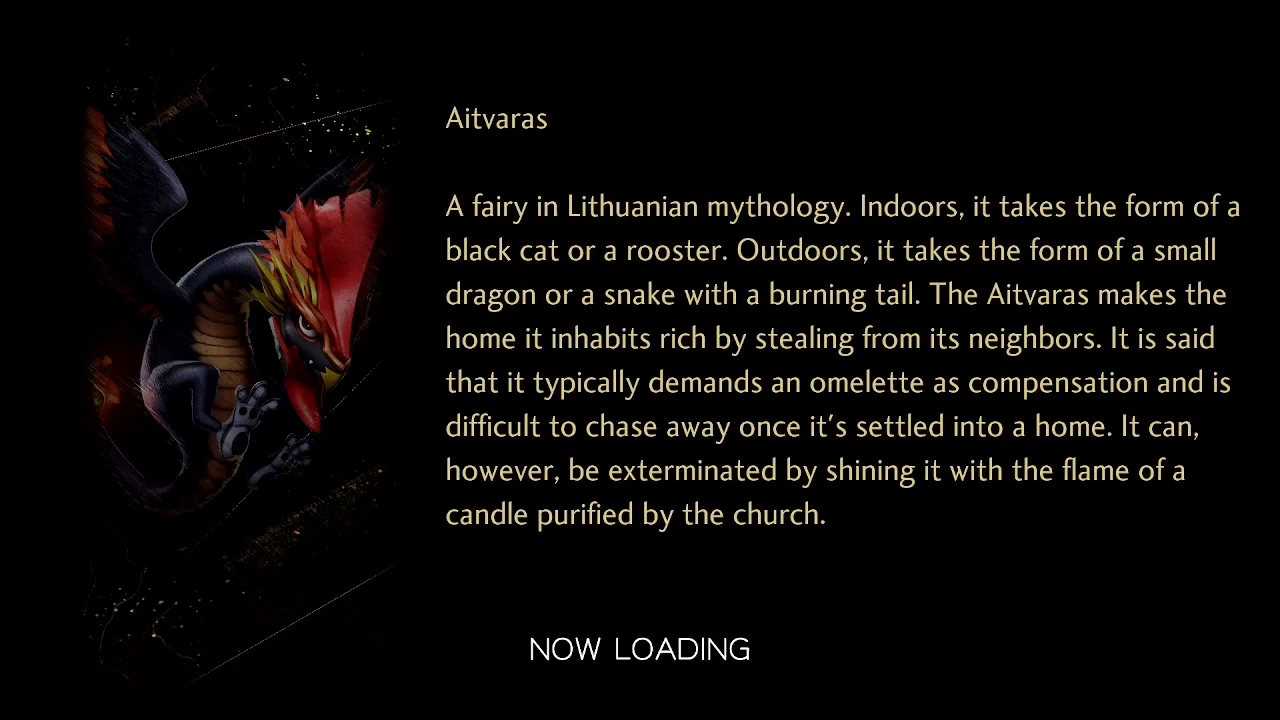 Aitvaras
A fairy in Lithuanian mythology. Indoors, it takes the form of a
black cat or a rooster. Outdoors, it takes the form of a small
dragon or a snake with a burning tail. The Aitvaras makes the
home it inhabits rich by stealing from its neighbors. It is said
that it typically demands an omelette as compensation and is
difficult to chase away once it's settled into a home. It can,
however, be exterminated by shining it with the flame of a
candle purified by the church.
NOW LOADING